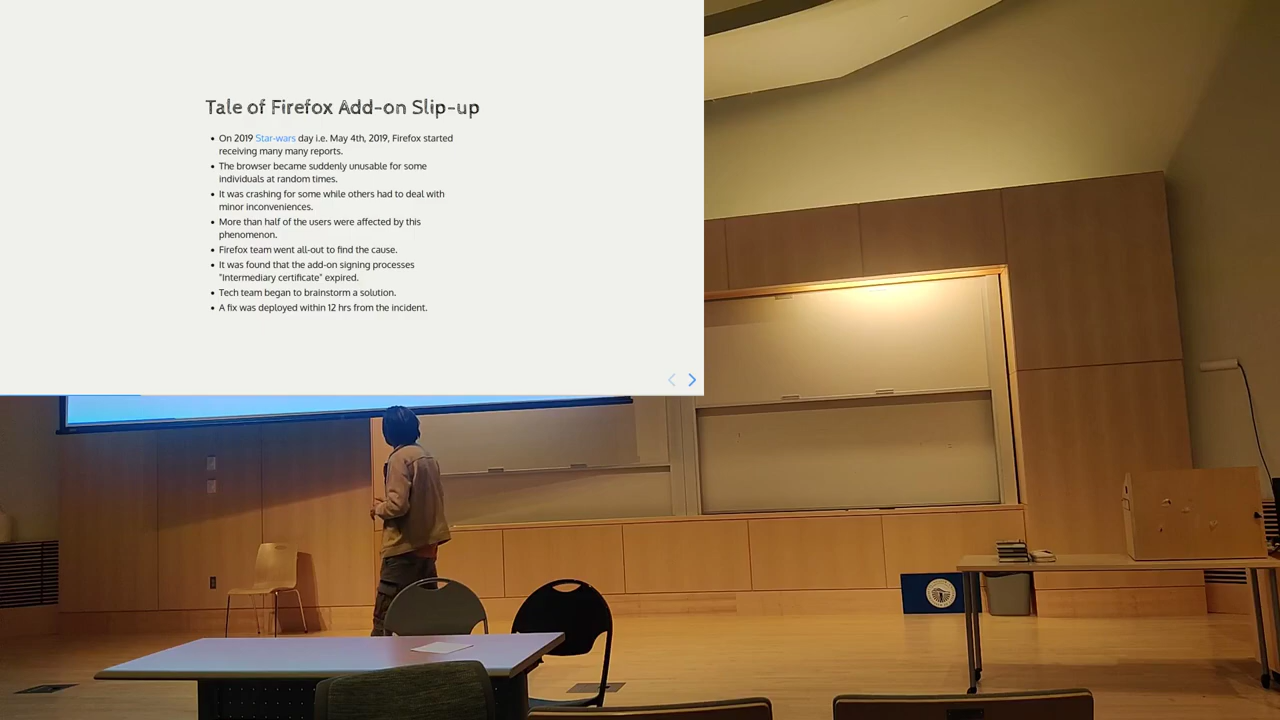 Tale of Firefox Add-on Slip-up
On 2019 Star-wars day i.e. May 4th, 2019, Firefox started
receiving many many reports.
The browser became suddenly unusable for some
individuals at random times.
It was crashing for some while others had to deal with
minor inconveniences.
More than half of the users were affected by this
phenomenon.
Firefox team went all-out to find the cause.
It was found that the add-on signing processes
"Intermediary certificate" expired.
Tech team began to brainstorm a solution.
A fix was deployed within 12 hrs from the incident.